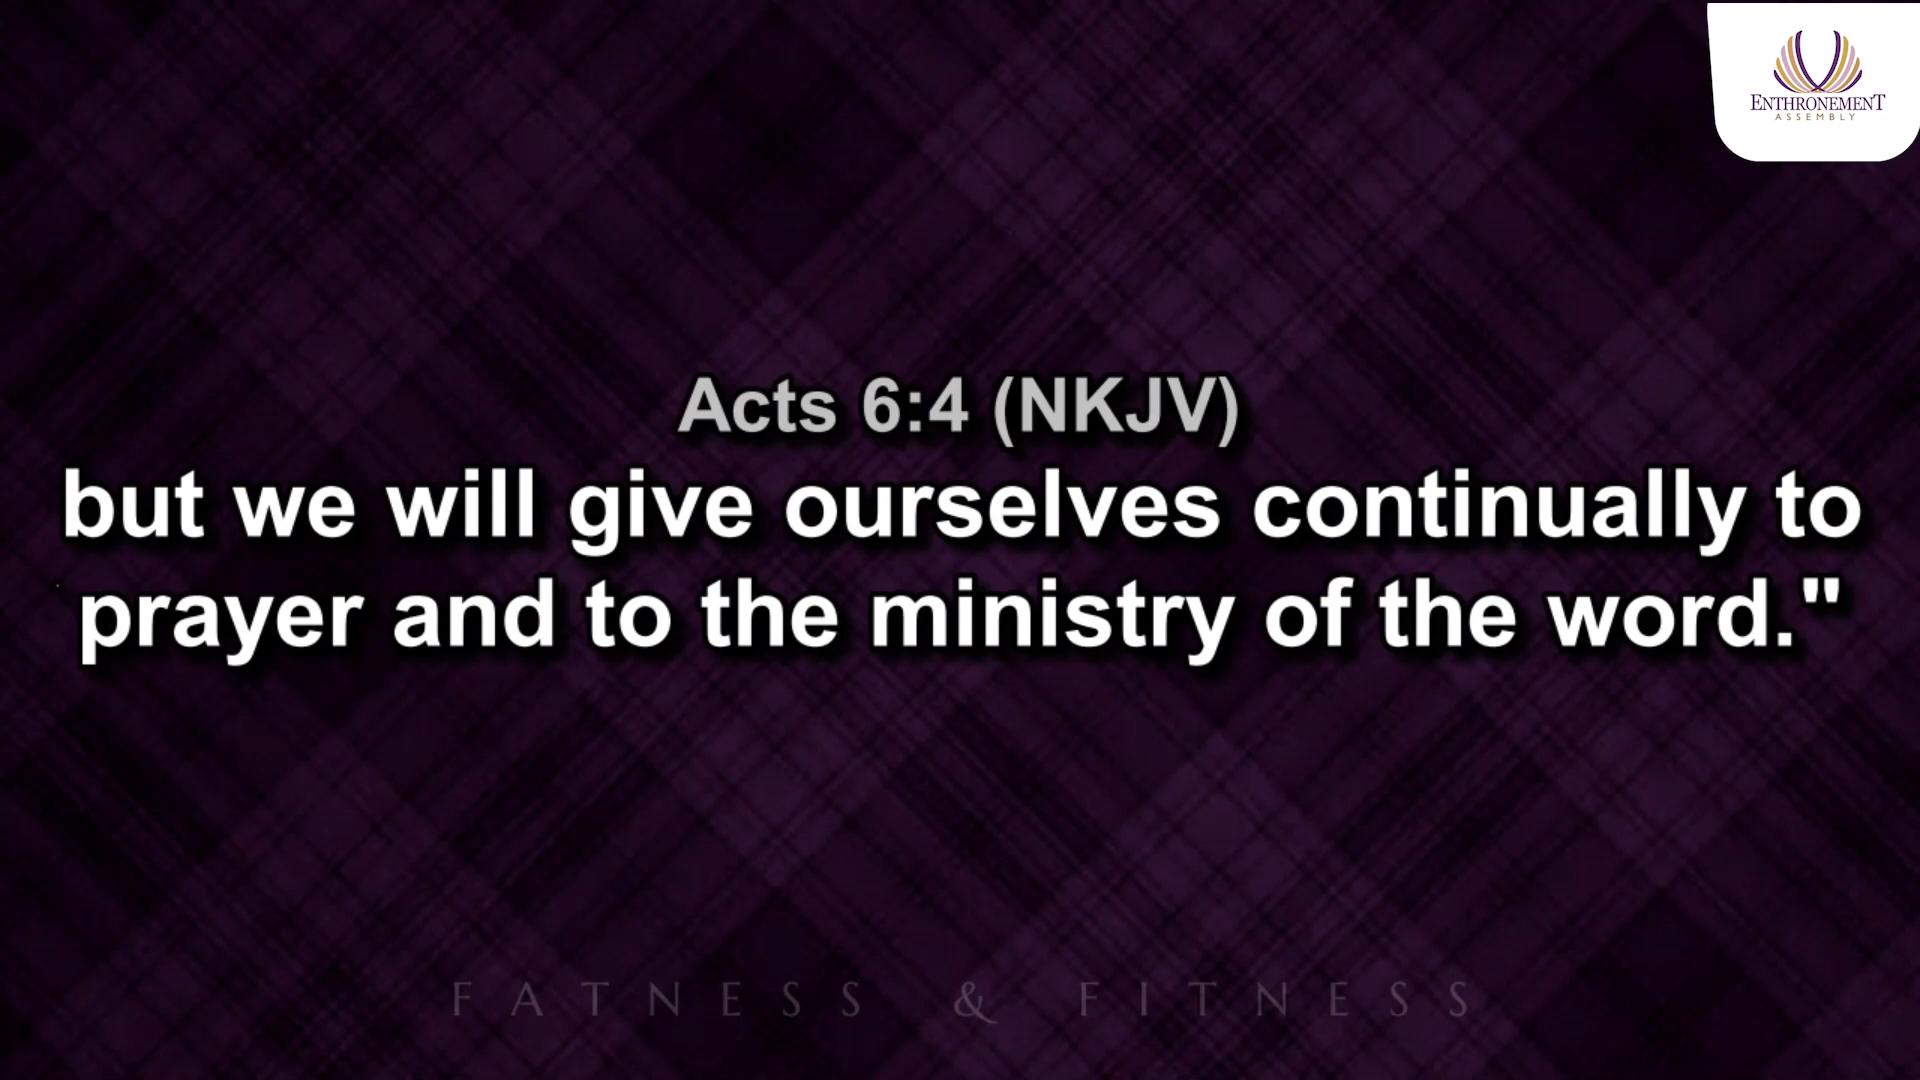 ENTHRONEMENT
ASSEMBLY
Acts 6:4 (NKJV)
but we will give ourselves continually to
prayer and to the ministry of the word."
FATNESS & FITNESS